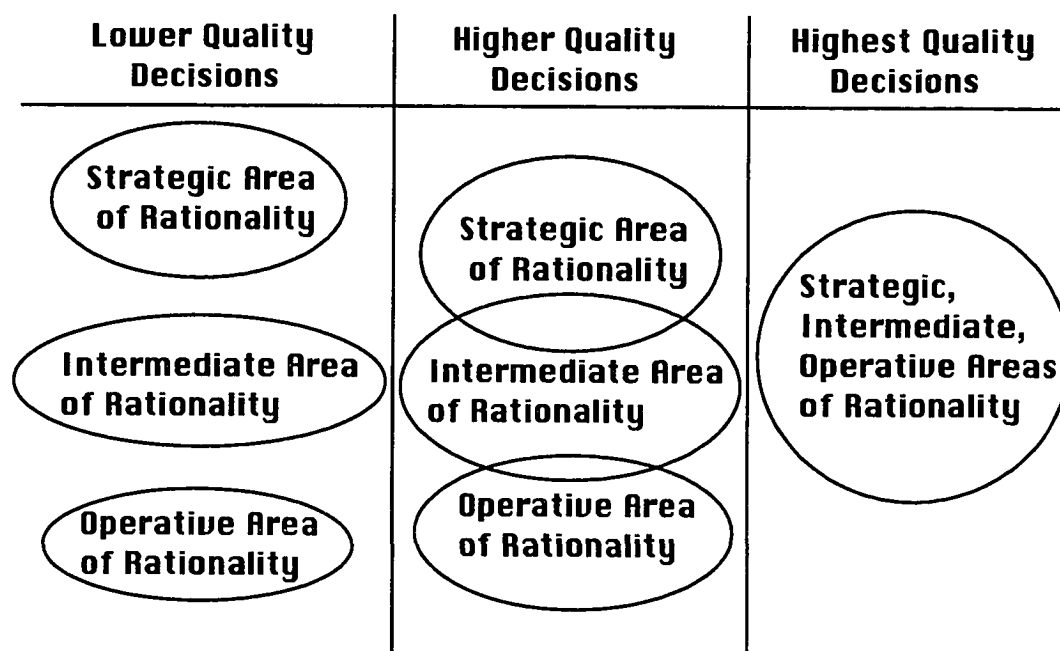 Lower Quality
Decisions
Higher Quality
Decisions
Highest Quality
Decisions
Strategic Area
of Rationality
Intermediate Area
of Rationality
Operative Area
of Rationality
Strategic Area
of Rationality
Intermediate Area
of Rationality
Operative Area
of Rationality
Strategic,
Intermediate,
Operative Areas
of Rationality